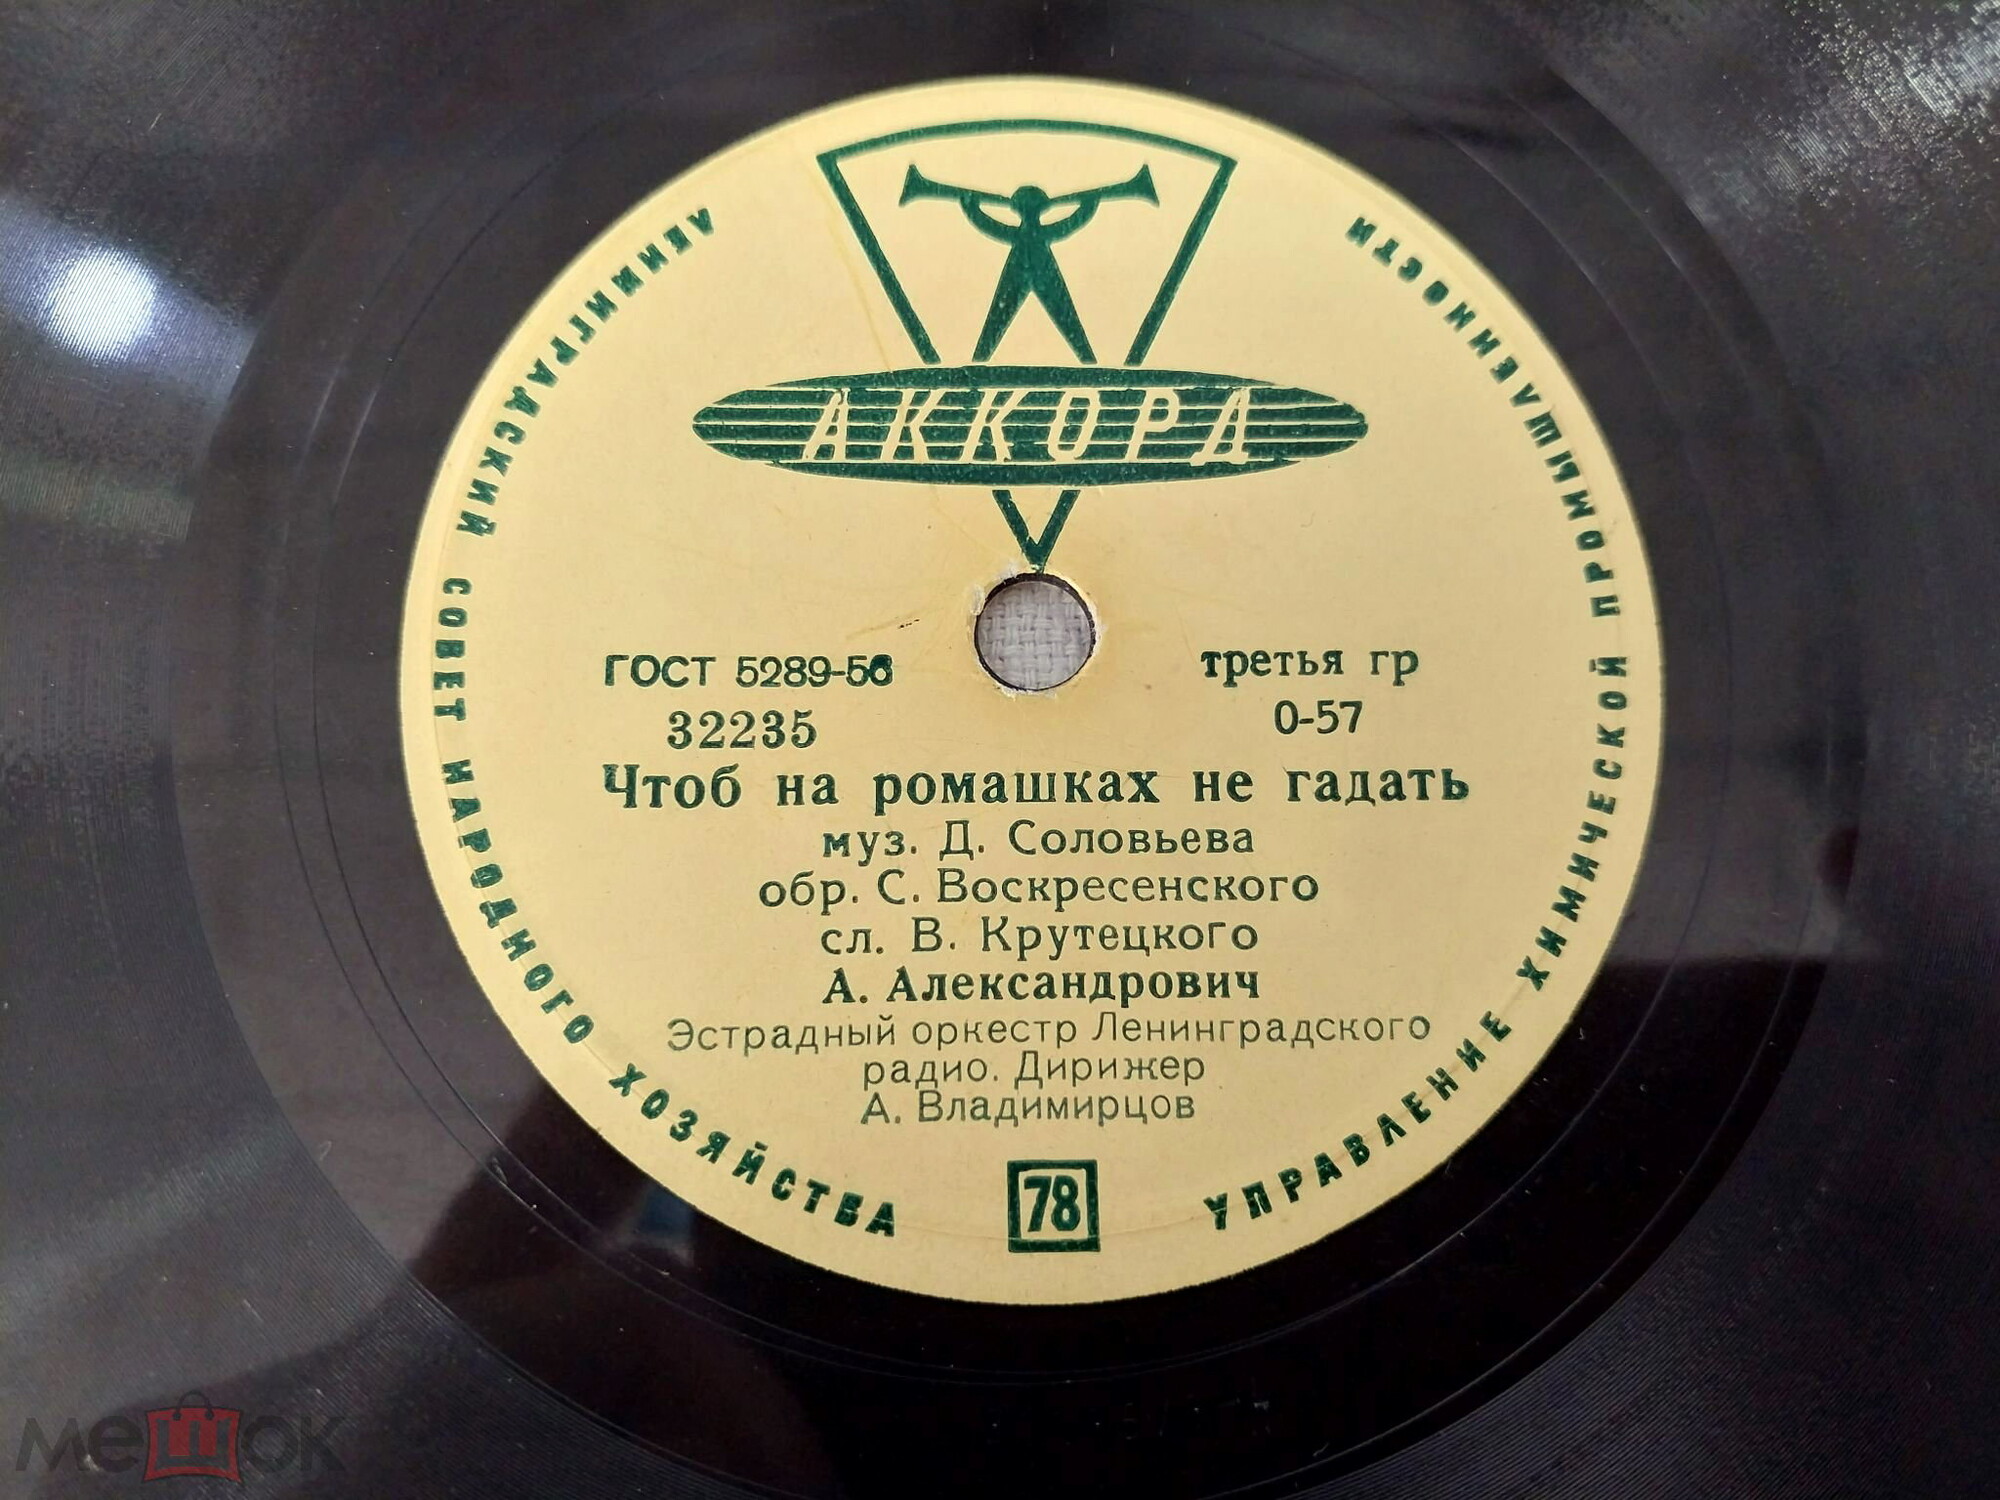 АККОРД
ЛЕНИНГРАДСКИЙ СОВЕТ НАРОДНОГО ХОЗЯЙСТВА
УПРАВЛЕНИЕ ХИМИЧЕСКОЙ ПРОМЫШЛЕННОСТИ
ГОСТ 5289-56
третья гр
32235
0-57
Чтоб на ромашках не гадать
муз. Д. Соловьева
обр. С. Воскресенского
сл. В. Крутецкого
А. Александрович
Эстрадный оркестр Ленинградского
радио. Дирижер
А. Владимирцов
78
мешок